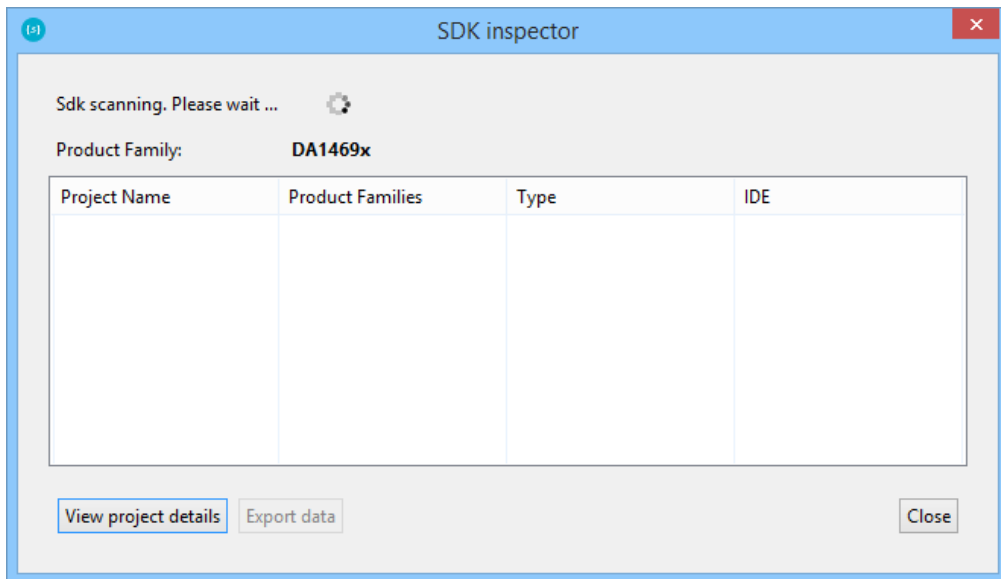 {s}
SDK inspector
Sdk scanning. Please wait ...
Product Family: DA1469x
Project Name Product Families Type IDE
View project details Export data Close